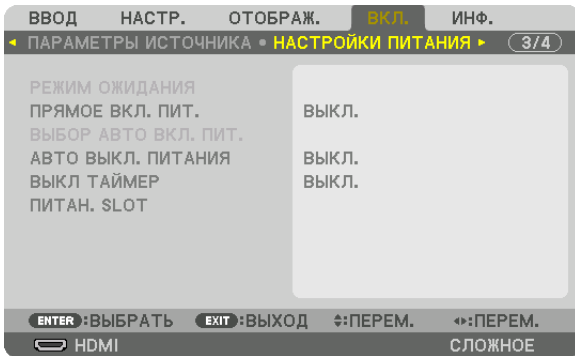 ВВОД НАСТР. ОТОБРАЖ. ВКЛ. ИНФ.
ПАРАМЕТРЫ ИСТОЧНИКА • НАСТРОЙКИ ПИТАНИЯ 3/4
РЕЖИМ ОЖИДАНИЯ
ПРЯМОЕ ВКЛ. ПИТ. ВЫКЛ.
ВЫБОР АВТО ВКЛ. ПИТ.
АВТО ВЫКЛ. ПИТАНИЯ ВЫКЛ.
ВЫКЛ ТАЙМЕР ВЫКЛ.
ПИТАН. SLOT
ENTER :ВЫБРАТЬ EXIT :ВЫХОД :ПЕРЕМ. :ПЕРЕМ.
HDMI СЛОЖНОЕ